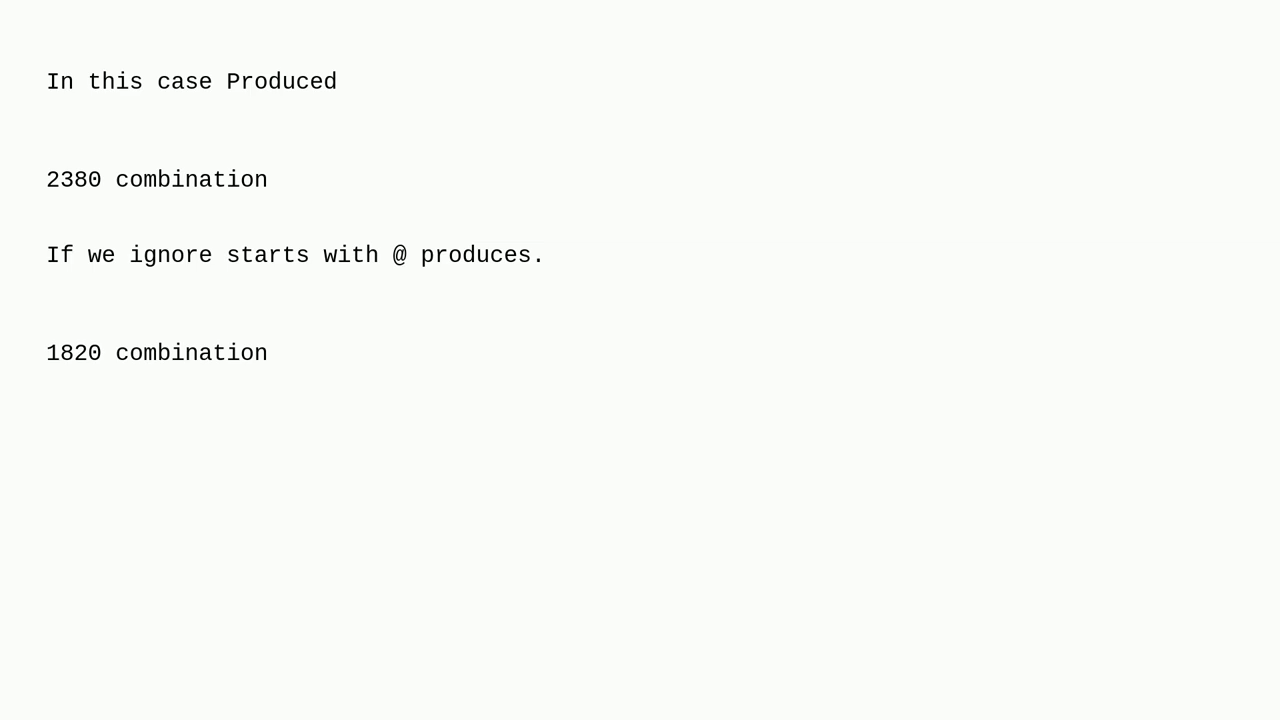 In this case Produced
2380 combination
If we ignore starts with @ produces.
1820 combination